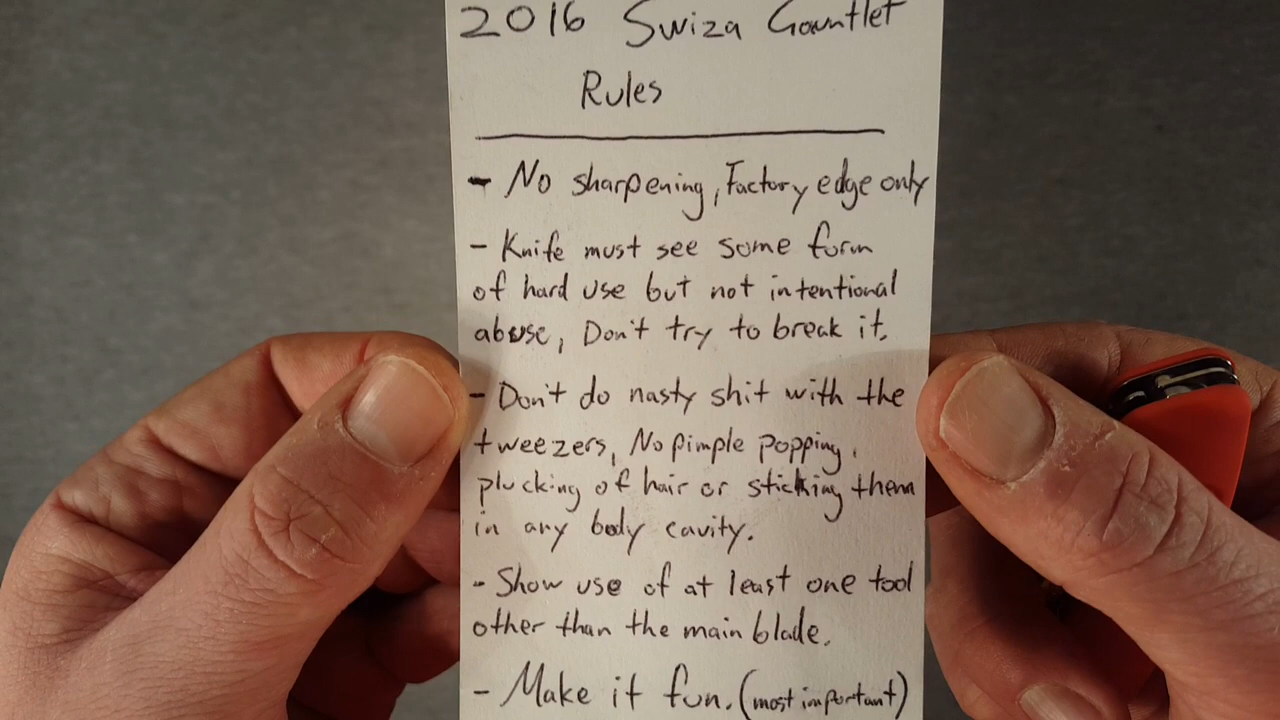 2016 Swiza Gauntlet
Rules
- No sharpening, Factory edge only
- Knife must see some form
of hard use but not intentional
abuse, Don't try to break it.
- Don't do nasty shit with the
tweezers, No pimple popping,
plucking of hair or sticking them
in any body cavity.
- Show use of at least one tool
other than the main blade.
- Make it fun. (most important)